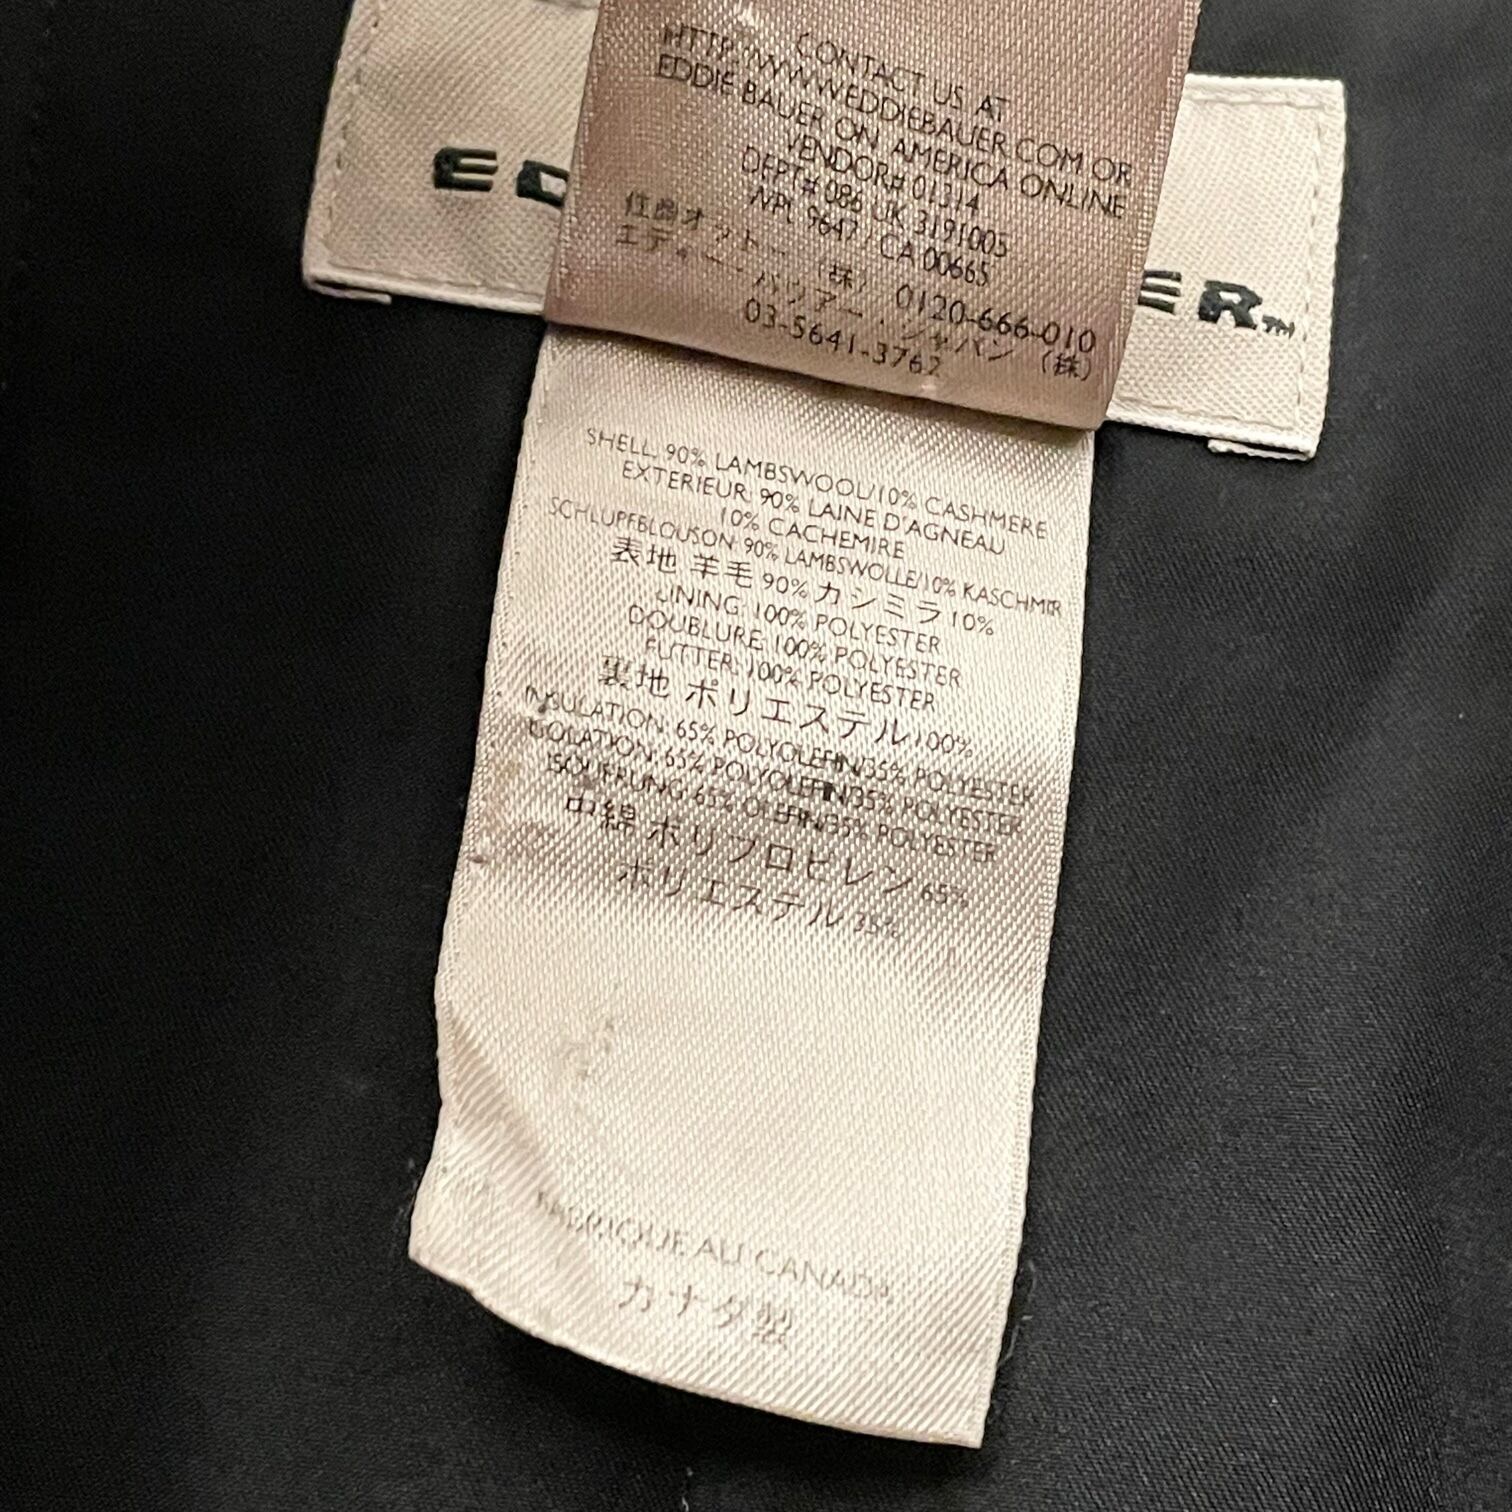 CONTACT US AT
HTTP://WWW.EDDIEBAUER.COM OR
EDDIE BAUER ON AMERICA ONLINE
VENDOR# 01314
DEPT# 086 UK 3191005
WPL 9647 / CA 00665
住商オットー (株) 0120-666-010
エディー・バウアー・ジャパン (株)
03-5641-3762
ER™
SHELL: 90% LAMBSWOOL/10% CASHMERE
EXTERIEUR: 90% LAINE D'AGNEAU
10% CACHEMIRE
SCHLUPFBLOUSON: 90% LAMBSWOLLE/10% KASCHMIR
表地 羊毛 90% カシミラ 10%
LINING: 100% POLYESTER
DOUBLURE: 100% POLYESTER
FUTTER: 100% POLYESTER
裏地 ポリエステル 100%
INSULATION: 65% POLYOLEFIN/35% POLYESTER
ISOLATION: 65% POLYOLEFIN/35% POLYESTER
ISOLIERUNG: 65% OLEFIN/35% POLYESTER
中綿 ポリプロピレン 65%
ポリエステル 35%
FABRIQUE AU CANADA
カナダ製